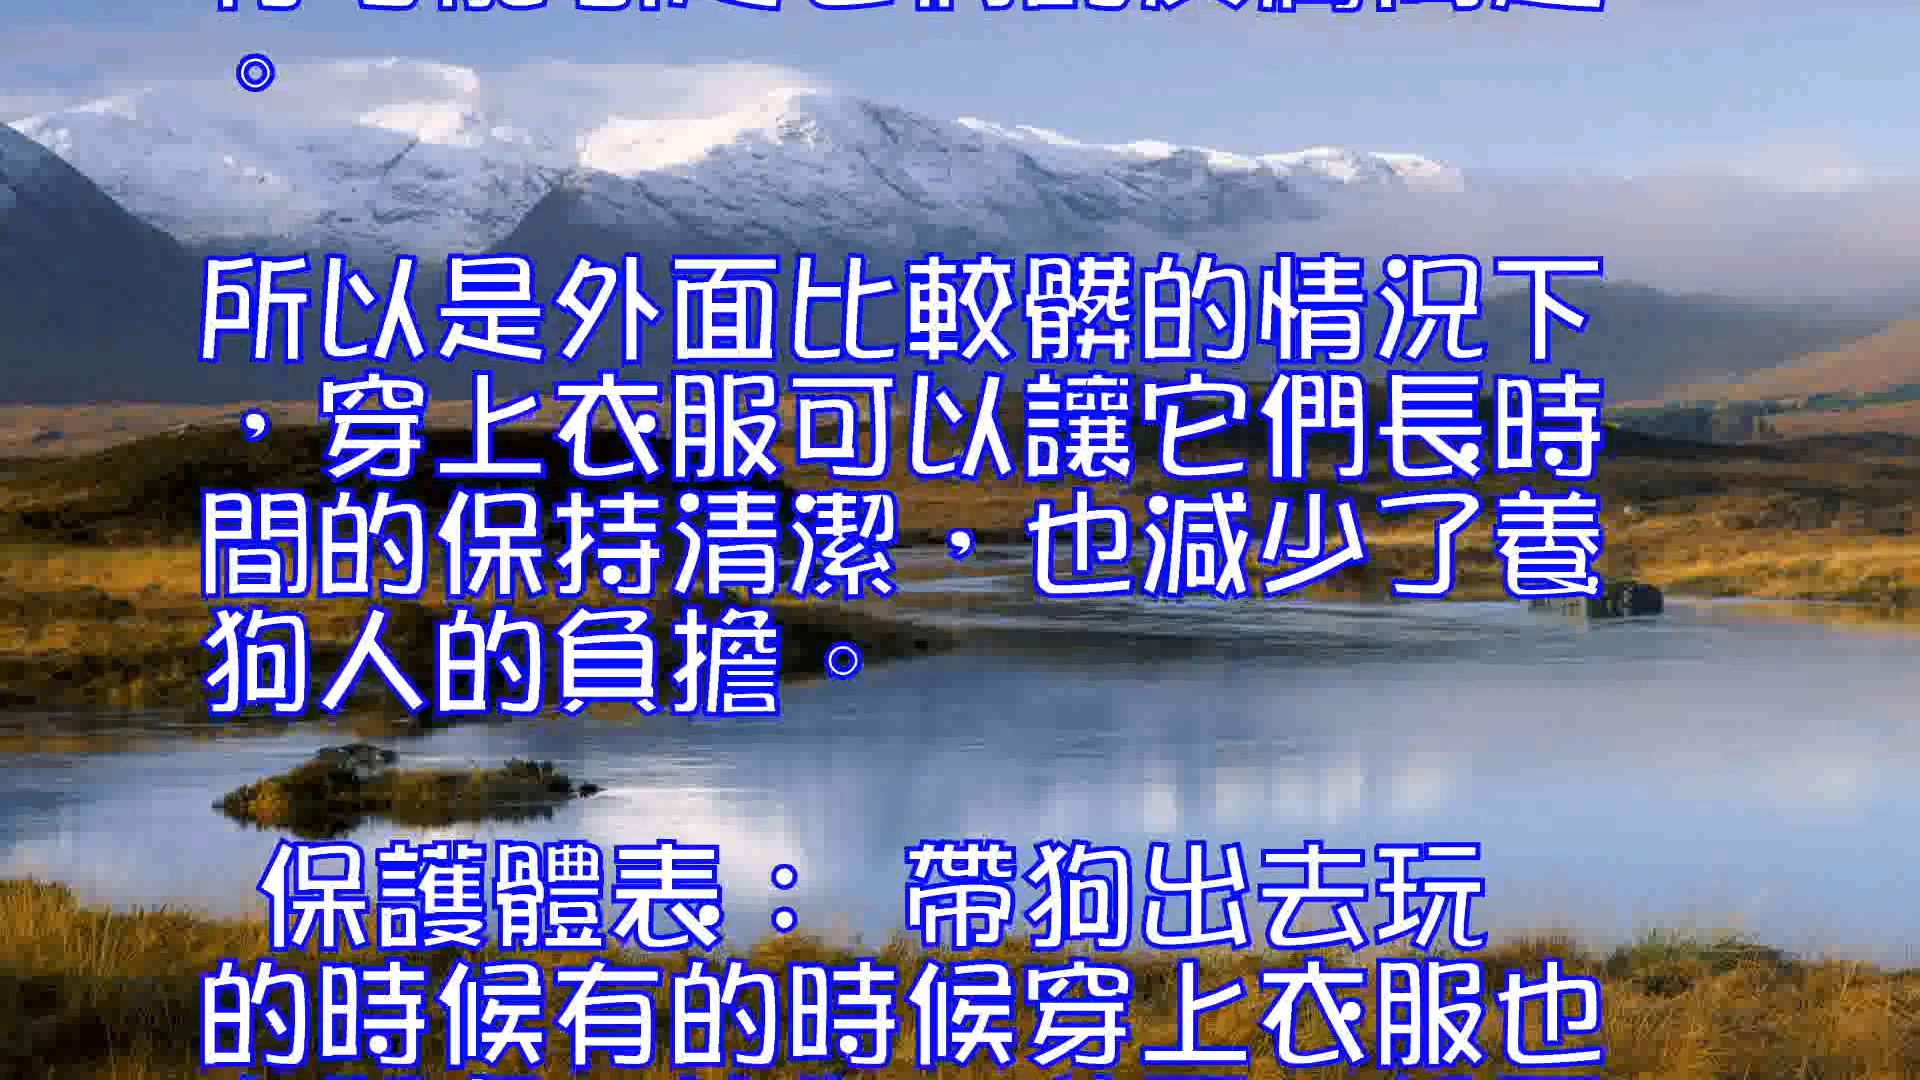 。
所以是外面比較髒的情況下
，穿上衣服可以讓它們長時
間的保持清潔，也減少了養
狗人的負擔。
保護體表： 帶狗出去玩
的時候有的時候穿上衣服也